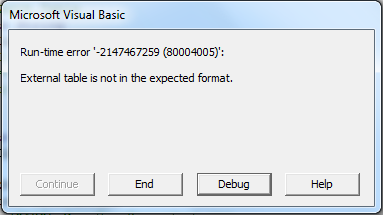 Microsoft Visual Basic
Run-time error '-2147467259 (80004005)':
External table is not in the expected format.
Continue End Debug Help